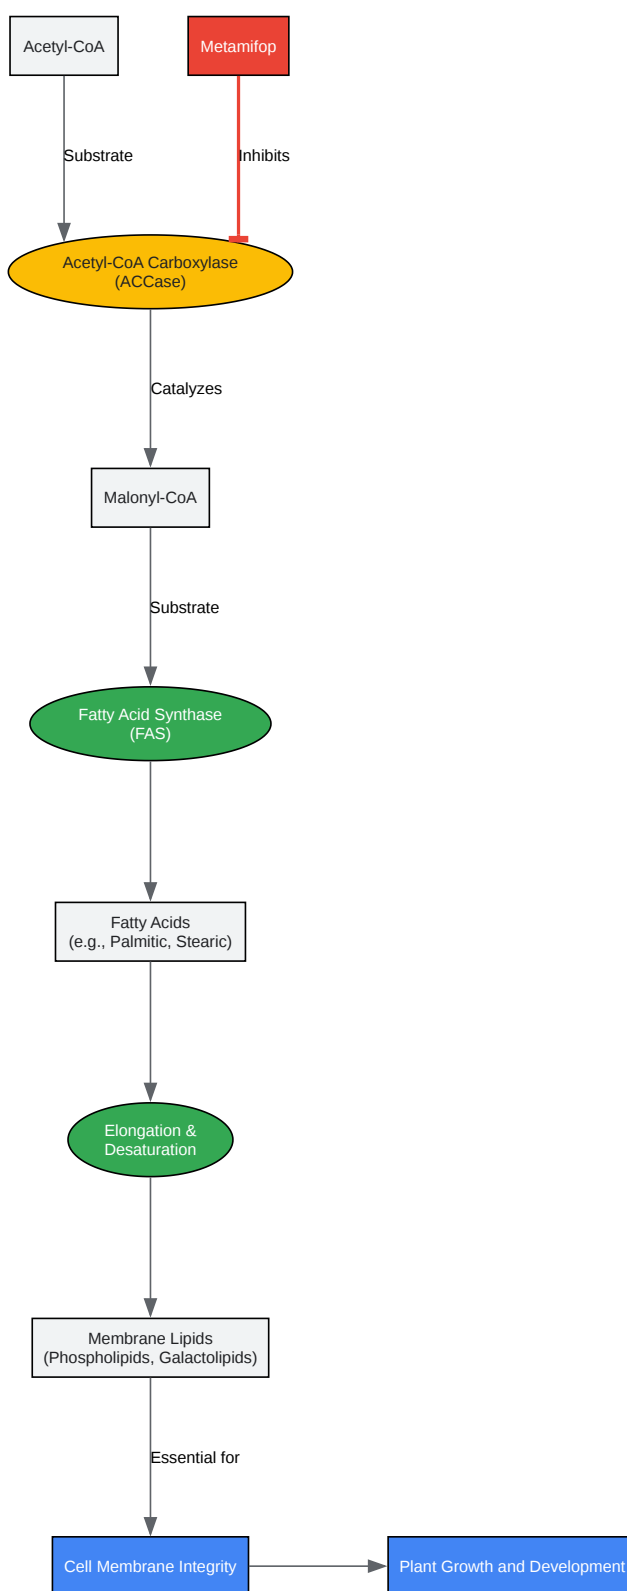 Acetyl-CoA
Metamifop
Substrate
Inhibits
Acetyl-CoA Carboxylase
(ACCase)
Catalyzes
Malonyl-CoA
Substrate
Fatty Acid Synthase
(FAS)
Fatty Acids
(e.g., Palmitic, Stearic)
Elongation &
Desaturation
Membrane Lipids
(Phospholipids, Galactolipids)
Essential for
Cell Membrane Integrity
Plant Growth and Development